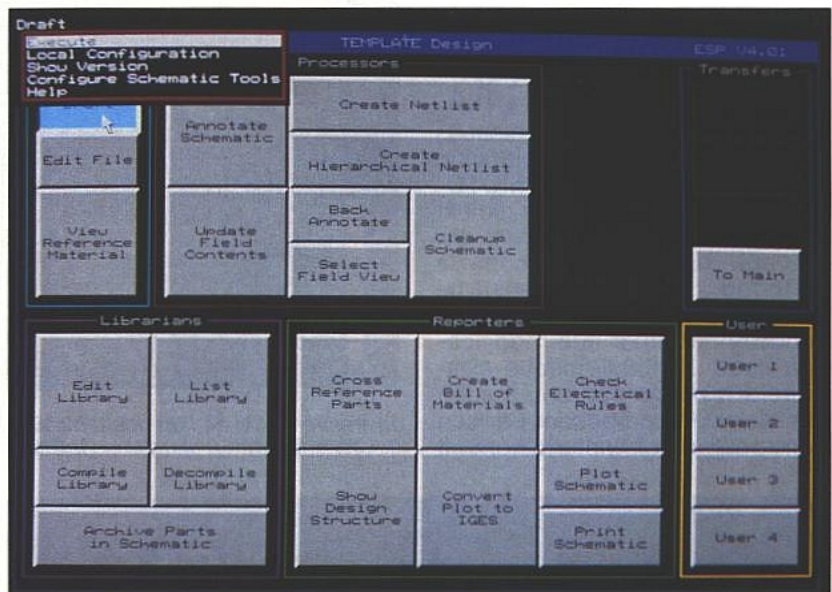 Draft
Execute
Local Configuration
Show Version
Configure Schematic Tools
Help
TEMPLATE Design
ESP V4.01
Processors
Transfers
Edit File
View
Reference
Material
Annotate
Schematic
Update
Field
Contents
Create Netlist
Create
Hierarchical Netlist
Back
Annotate
Select
Field View
Cleanup
Schematic
To Main
Librarians
Edit
Library
List
Library
Compile
Library
Decompile
Library
Archive Parts
in Schematic
Reporters
Cross
Reference
Parts
Create
Bill of
Materials
Check
Electrical
Rules
Show
Design
Structure
Convert
Plot to
IGES
Plot
Schematic
Print
Schematic
User
User 1
User 2
User 3
User 4